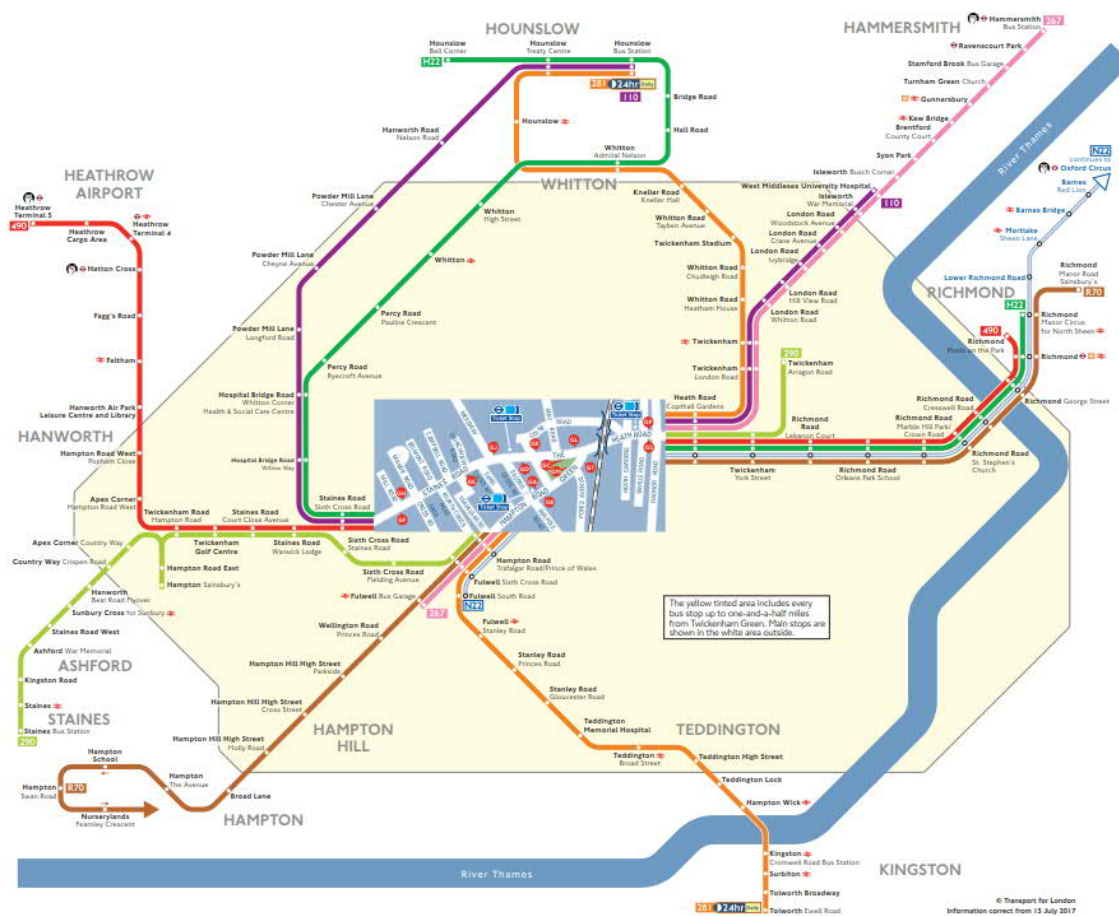 HOUNSLOW
HAMMERSMITH
Hammersmith
Bus Station
267
Ravenscourt Park
Stamford Brook Bus Garage
Turnham Green Church
Gunnersbury
Kew Bridge
Brentford
County Court
Syon Park
Isleworth Busch Corner
West Middlesex University Hospital
Isleworth
War Memorial
110
London Road
Woodstock Avenue
London Road
Crane Avenue
London Road
Ivybridge
London Road
Hill View Road
London Road
Whitton Road
Hounslow
Bell Corner
H22
Hounslow
Treaty Centre
Hounslow
Bus Station
281 24hr Daily
110
Bridge Road
Hall Road
Hounslow
Whitton
Admiral Nelson
WHITTON
Kneller Road
Kneller Hall
Whitton Road
Tayben Avenue
Twickenham Stadium
Whitton Road
Chudleigh Road
Whitton Road
Heatham House
Twickenham
Twickenham
London Road
Heath Road
Copthall Gardens
Hanworth Road
Nelson Road
Powder Mill Lane
Chester Avenue
Powder Mill Lane
Cheyne Avenue
Powder Mill Lane
Longford Road
Hospital Bridge Road
Whitton Corner
Health & Social Care Centre
Hospital Bridge Road
Willow Way
Staines Road
Sixth Cross Road
Whitton
High Street
Whitton
Percy Road
Pauline Crescent
Percy Road
Ryecroft Avenue
HEATHROW
AIRPORT
Heathrow
Terminal 5
490
Heathrow
Cargo Area
Heathrow
Terminal 4
Hatton Cross
Fagg's Road
Feltham
Hanworth Air Park
Leisure Centre and Library
HANWORTH
Hampton Road West
Popham Close
Apex Corner
Hampton Road West
Twickenham Road
Hampton Road
Staines Road
Court Close Avenue
Apex Corner Country Way
Country Way Crispen Road
Twickenham
Golf Centre
Staines Road
Warwick Lodge
Sixth Cross Road
Staines Road
Sixth Cross Road
Fielding Avenue
Hampton Road East
Hampton Sainsbury's
Hanworth
Bear Road Flyover
Sunbury Cross for Sunbury
Staines Road West
Ashford War Memorial
ASHFORD
Kingston Road
Staines
STAINES
Staines Bus Station
290
River Thames
N22
continues to
Oxford Circus
Barnes
Red Lion
Barnes Bridge
Mortlake
Sheen Lane
Lower Richmond Road
RICHMOND
H22
Richmond
Manor Road
Sainsbury's
R70
Richmond
Manor Circus
for North Sheen
490
Richmond
Pools on the Park
Richmond
Richmond George Street
Richmond Road
Cresswell Road
Richmond Road
Marble Hill Park/
Crown Road
Richmond Road
St. Stephen's
Church
Richmond Road
Orleans Park School
Richmond
Road
Lebanon Court
Twickenham
York Street
290
Twickenham
Arragon Road
Ticket Stop
Ticket Stop
Ticket Stop
HEATH ROAD
STAINES ROAD
HAMPTON ROAD
THE GREEN
HEATH GARDENS
SAVILLE ROAD
RADNOR ROAD
Hampton Road
Trafalgar Road/Prince of Wales
Fulwell Sixth Cross Road
Fulwell South Road
N22
Fulwell Bus Garage
267
Fulwell
Stanley Road
Wellington Road
Princes Road
Stanley Road
Princes Road
Stanley Road
Gloucester Road
The yellow tinted area includes every
bus stop up to one-and-a-half miles
from Twickenham Green. Main stops are
shown in the white area outside.
Hampton Hill High Street
Parkside
Hampton Hill High Street
Cross Street
Hampton Hill High Street
Holly Road
HAMPTON
HILL
Teddington
Memorial Hospital
TEDDINGTON
Teddington
Broad Street
Teddington High Street
Teddington Lock
Hampton Wick
Hampton
School
Hampton
Swan Road
R70
Hampton
The Avenue
Broad Lane
Nurserylands
Fearnley Crescent
HAMPTON
River Thames
Kingston
Cromwell Road Bus Station
Surbiton
KINGSTON
Tolworth Broadway
281 24hr Daily
Tolworth Ewell Road
© Transport for London
Information correct from 15 July 2017